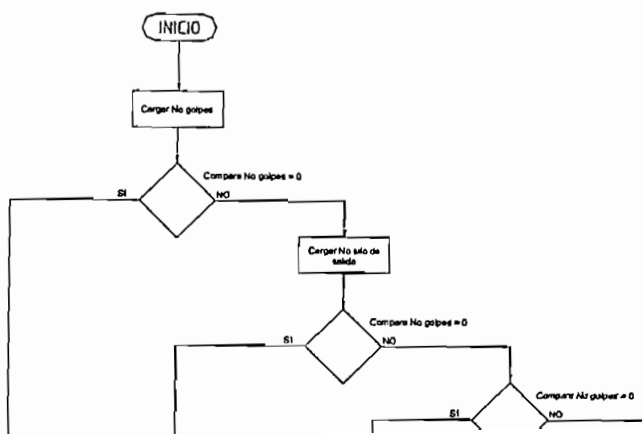 INICIO
Cargar No golpes
Compare No golpes = 0
SI
NO
Cargar No silo de
salida
Compare No golpes = 0
SI
NO
Compare No golpes = 0
SI
NO